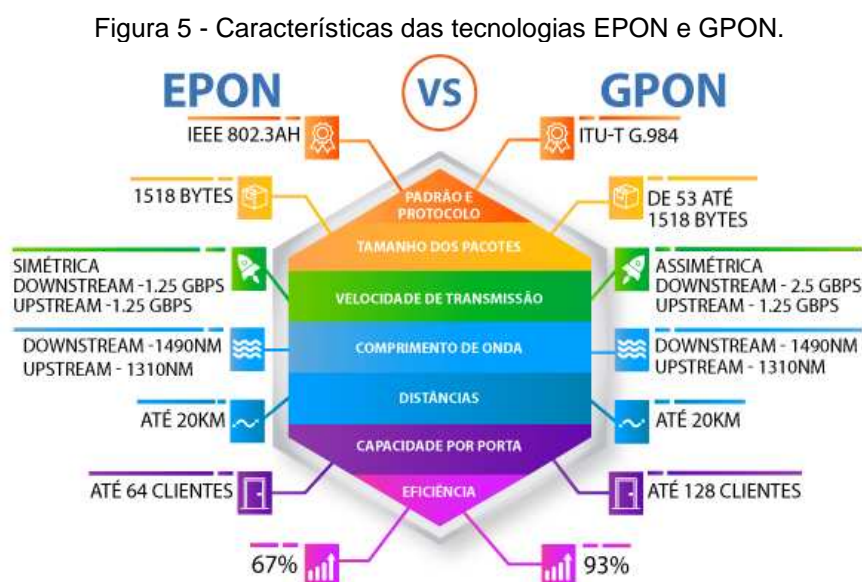 Figura 5 - Características das tecnologias EPON e GPON.
EPON
VS
GPON
IEEE 802.3AH
ITU-T G.984
PADRÃO E
PROTOCOLO
1518 BYTES
DE 53 ATÉ
1518 BYTES
TAMANHO DOS PACOTES
SIMÉTRICA
DOWNSTREAM -1.25 GBPS
UPSTREAM -1.25 GBPS
VELOCIDADE DE TRANSMISSÃO
ASSIMÉTRICA
DOWNSTREAM - 2.5 GBPS
UPSTREAM - 1.25 GBPS
DOWNSTREAM -1490NM
UPSTREAM - 1310NM
COMPRIMENTO DE ONDA
DOWNSTREAM - 1490NM
UPSTREAM - 1310NM
ATÉ 20KM
DISTÂNCIAS
ATÉ 20KM
ATÉ 64 CLIENTES
CAPACIDADE POR PORTA
ATÉ 128 CLIENTES
EFICIÊNCIA
67%
93%